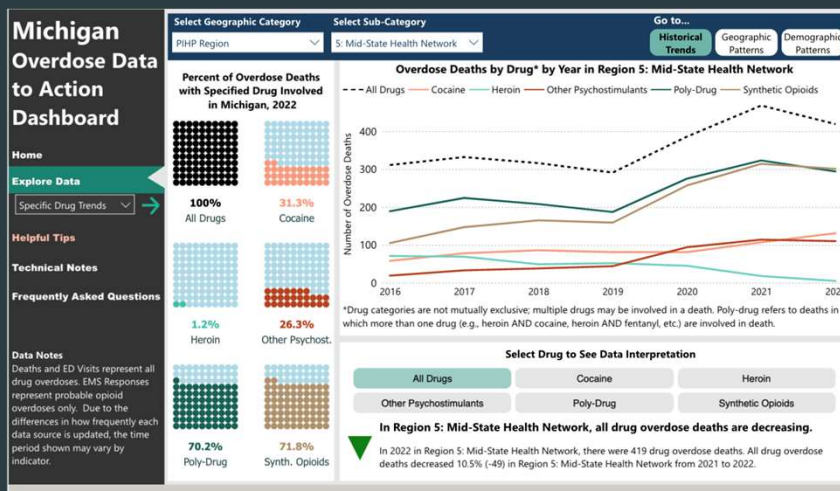 Michigan
Overdose Data
to Action
Dashboard
Home
Explore Data
Specific Drug Trends
Helpful Tips
Technical Notes
Frequently Asked Questions
Data Notes
Deaths and ED Visits represent all
drug overdoses. EMS Responses
represent probable opioid
overdoses only. Due to the
differences in how frequently each
data source is updated, the time
period shown may vary by
indicator.
Select Geographic Category
PIHP Region
Select Sub-Category
5: Mid-State Health Network
Go to...
Historical
Trends
Geographic
Patterns
Demographic
Patterns
Percent of Overdose Deaths
with Specified Drug Involved
in Michigan, 2022
100%
All Drugs
31.3%
Cocaine
1.2%
Heroin
26.3%
Other Psychost.
70.2%
Poly-Drug
71.8%
Synth. Opioids
Overdose Deaths by Drug* by Year in Region 5: Mid-State Health Network
All Drugs Cocaine Heroin Other Psychostimulants Poly-Drug Synthetic Opioids
Number of Overdose Deaths
400
300
200
100
0
2016 2017 2018 2019 2020 2021 202
*Drug categories are not mutually exclusive; multiple drugs may be involved in a death. Poly-drug refers to deaths in
which more than one drug (e.g., heroin AND cocaine, heroin AND fentanyl, etc.) are involved in death.
Select Drug to See Data Interpretation
All Drugs Cocaine Heroin
Other Psychostimulants Poly-Drug Synthetic Opioids
In Region 5: Mid-State Health Network, all drug overdose deaths are decreasing.
In 2022 in Region 5: Mid-State Health Network, there were 419 drug overdose deaths. All drug overdose
deaths decreased 10.5% (-49) in Region 5: Mid-State Health Network from 2021 to 2022.